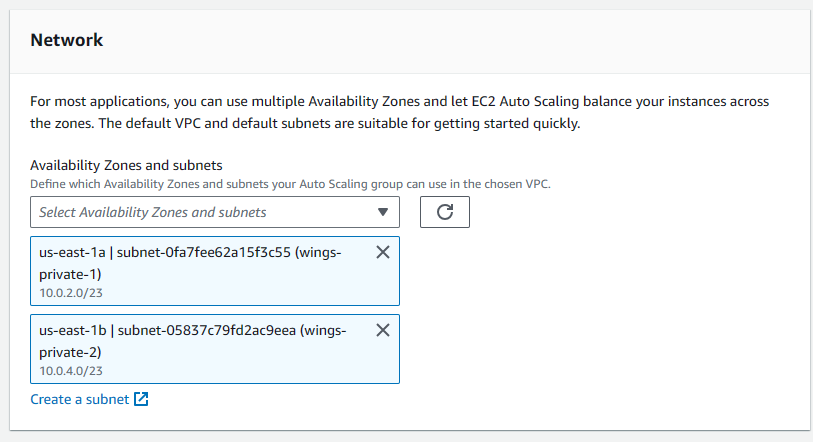 Network
For most applications, you can use multiple Availability Zones and let EC2 Auto Scaling balance your instances across
the zones. The default VPC and default subnets are suitable for getting started quickly.
Availability Zones and subnets
Define which Availability Zones and subnets your Auto Scaling group can use in the chosen VPC.
Select Availability Zones and subnets
us-east-1a | subnet-0fa7fee62a15f3c55 (wings-
private-1)
10.0.2.0/23
us-east-1b | subnet-05837c79fd2ac9eea (wings-
private-2)
10.0.4.0/23
Create a subnet